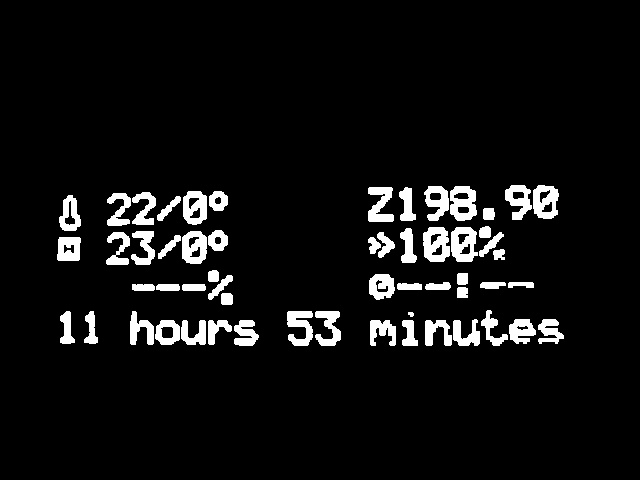 22/0° Z198.90
23/0° »100%
---% --:--
11 hours 53 minutes